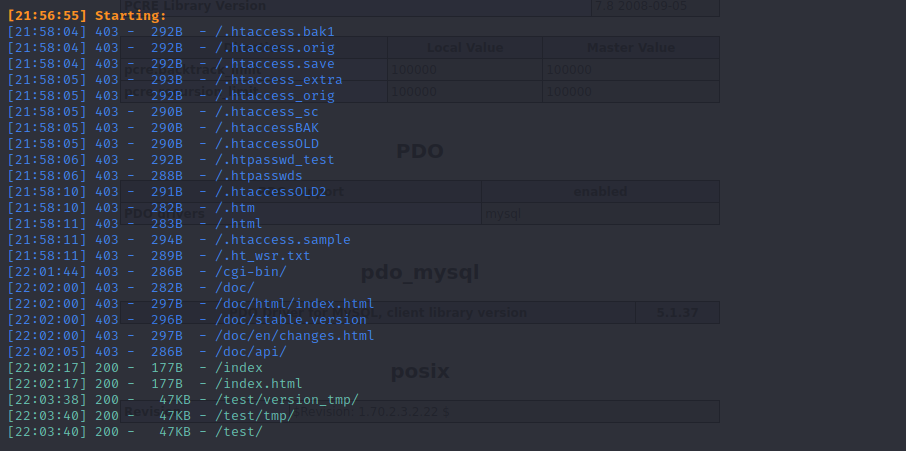 [21:56:55] Starting:
[21:58:04] 403 -  292B  - /.htaccess.bak1
[21:58:04] 403 -  292B  - /.htaccess.orig
[21:58:04] 403 -  292B  - /.htaccess.save
[21:58:05] 403 -  293B  - /.htaccess_extra
[21:58:05] 403 -  292B  - /.htaccess_orig
[21:58:05] 403 -  290B  - /.htaccess_sc
[21:58:05] 403 -  290B  - /.htaccessBAK
[21:58:05] 403 -  290B  - /.htaccessOLD
[21:58:06] 403 -  292B  - /.htpasswd_test
[21:58:06] 403 -  288B  - /.htpasswds
[21:58:10] 403 -  291B  - /.htaccessOLD2
[21:58:10] 403 -  282B  - /.htm
[21:58:11] 403 -  283B  - /.html
[21:58:11] 403 -  294B  - /.htaccess.sample
[21:58:11] 403 -  289B  - /.ht_wsr.txt
[22:01:44] 403 -  286B  - /cgi-bin/
[22:02:00] 403 -  282B  - /doc/
[22:02:00] 403 -  297B  - /doc/html/index.html
[22:02:00] 403 -  296B  - /doc/stable.version
[22:02:00] 403 -  297B  - /doc/en/changes.html
[22:02:05] 403 -  286B  - /doc/api/
[22:02:17] 200 -  177B  - /index
[22:02:17] 200 -  177B  - /index.html
[22:03:38] 200 -   47KB - /test/version_tmp/
[22:03:40] 200 -   47KB - /test/tmp/
[22:03:40] 200 -   47KB - /test/
PCRE Library Version 7.8 2008-09-05
Local Value Master Value
100000 100000
100000 100000
PDO
enabled
mysql
pdo_mysql
MySQL, client library version 5.1.37
posix